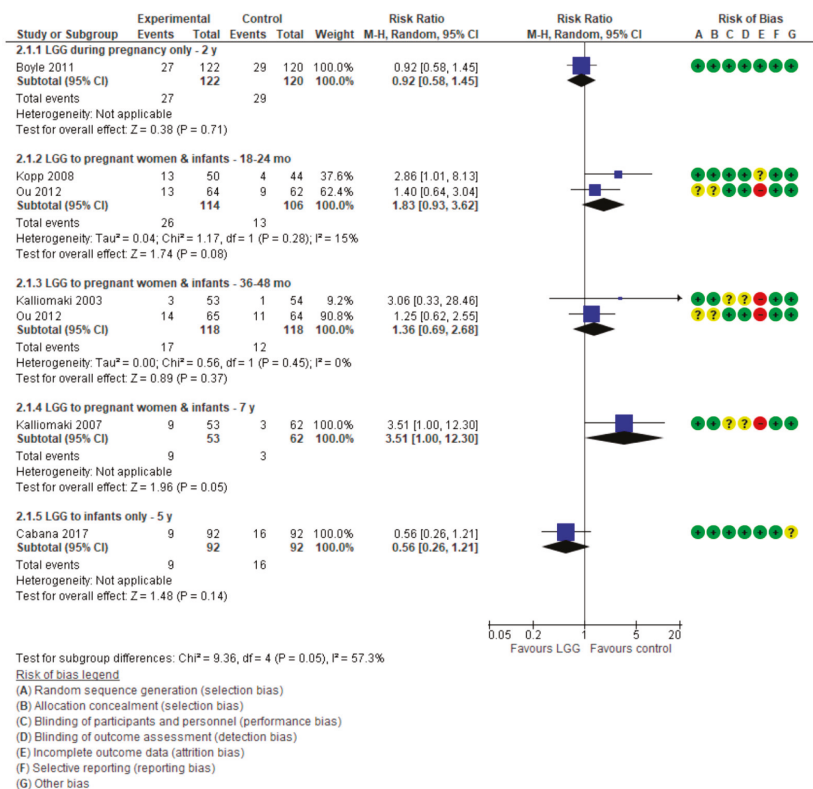 Experimental Control Risk Ratio Risk Ratio Risk of Bias
Study or Subgroup Events Total Events Total Weight M-H, Random, 95% CI M-H, Random, 95% CI A B C D E F G
2.1.1 LGG during pregnancy only - 2 y
Boyle 2011 27 122 29 120 100.0% 0.92 [0.58, 1.45] + + + + + + +
Subtotal (95% CI) 122 120 100.0% 0.92 [0.58, 1.45]
Total events 27 29
Heterogeneity: Not applicable
Test for overall effect: Z = 0.38 (P = 0.71)
2.1.2 LGG to pregnant women & infants - 18-24 mo
Kopp 2008 13 50 4 44 37.6% 2.86 [1.01, 8.13] + + + + ? + +
Ou 2012 13 64 9 62 62.4% 1.40 [0.64, 3.04] ? ? + + - + +
Subtotal (95% CI) 114 106 100.0% 1.83 [0.93, 3.62]
Total events 26 13
Heterogeneity: Tau² = 0.04; Chi² = 1.17, df = 1 (P = 0.28); I² = 15%
Test for overall effect: Z = 1.74 (P = 0.08)
2.1.3 LGG to pregnant women & infants - 36-48 mo
Kalliomaki 2003 3 53 1 54 9.2% 3.06 [0.33, 28.46] + + ? ? - + +
Ou 2012 14 65 11 64 90.8% 1.25 [0.62, 2.55] ? ? + + - + +
Subtotal (95% CI) 118 118 100.0% 1.36 [0.69, 2.68]
Total events 17 12
Heterogeneity: Tau² = 0.00; Chi² = 0.56, df = 1 (P = 0.45); I² = 0%
Test for overall effect: Z = 0.89 (P = 0.37)
2.1.4 LGG to pregnant women & infants - 7 y
Kalliomaki 2007 9 53 3 62 100.0% 3.51 [1.00, 12.30] + + ? ? - + +
Subtotal (95% CI) 53 62 100.0% 3.51 [1.00, 12.30]
Total events 9 3
Heterogeneity: Not applicable
Test for overall effect: Z = 1.96 (P = 0.05)
2.1.5 LGG to infants only - 5 y
Cabana 2017 9 92 16 92 100.0% 0.56 [0.26, 1.21] + + + + + + ?
Subtotal (95% CI) 92 92 100.0% 0.56 [0.26, 1.21]
Total events 9 16
Heterogeneity: Not applicable
Test for overall effect: Z = 1.48 (P = 0.14)
0.05 0.2 1 5 20
Favours LGG Favours control
Test for subgroup differences: Chi² = 9.36, df = 4 (P = 0.05), I² = 57.3%
Risk of bias legend
(A) Random sequence generation (selection bias)
(B) Allocation concealment (selection bias)
(C) Blinding of participants and personnel (performance bias)
(D) Blinding of outcome assessment (detection bias)
(E) Incomplete outcome data (attrition bias)
(F) Selective reporting (reporting bias)
(G) Other bias